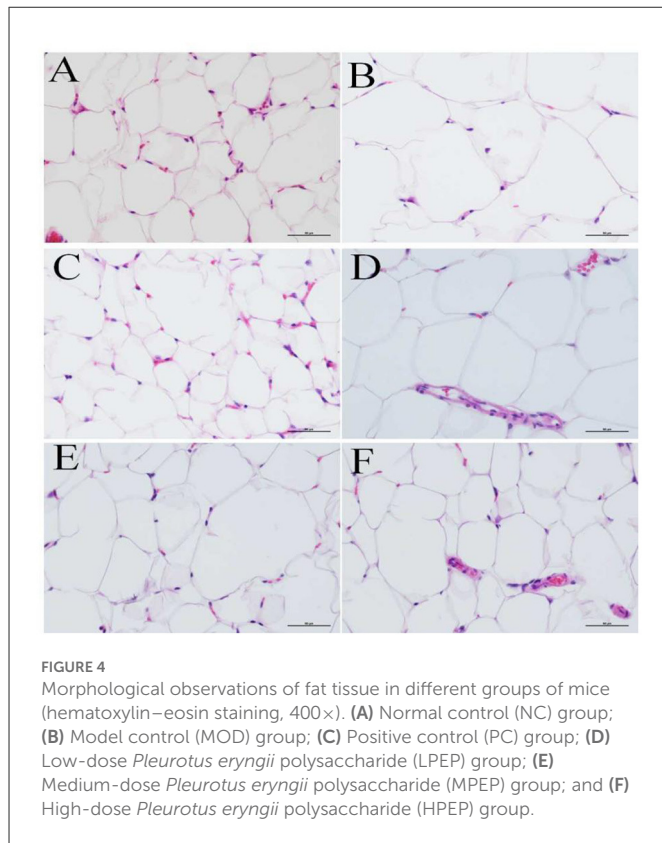 A
B
C
D
E
F
FIGURE 4
Morphological observations of fat tissue in different groups of mice
(hematoxylin–eosin staining, 400×). (A) Normal control (NC) group;
(B) Model control (MOD) group; (C) Positive control (PC) group; (D)
Low-dose Pleurotus eryngii polysaccharide (LPEP) group; (E)
Medium-dose Pleurotus eryngii polysaccharide (MPEP) group; and (F)
High-dose Pleurotus eryngii polysaccharide (HPEP) group.